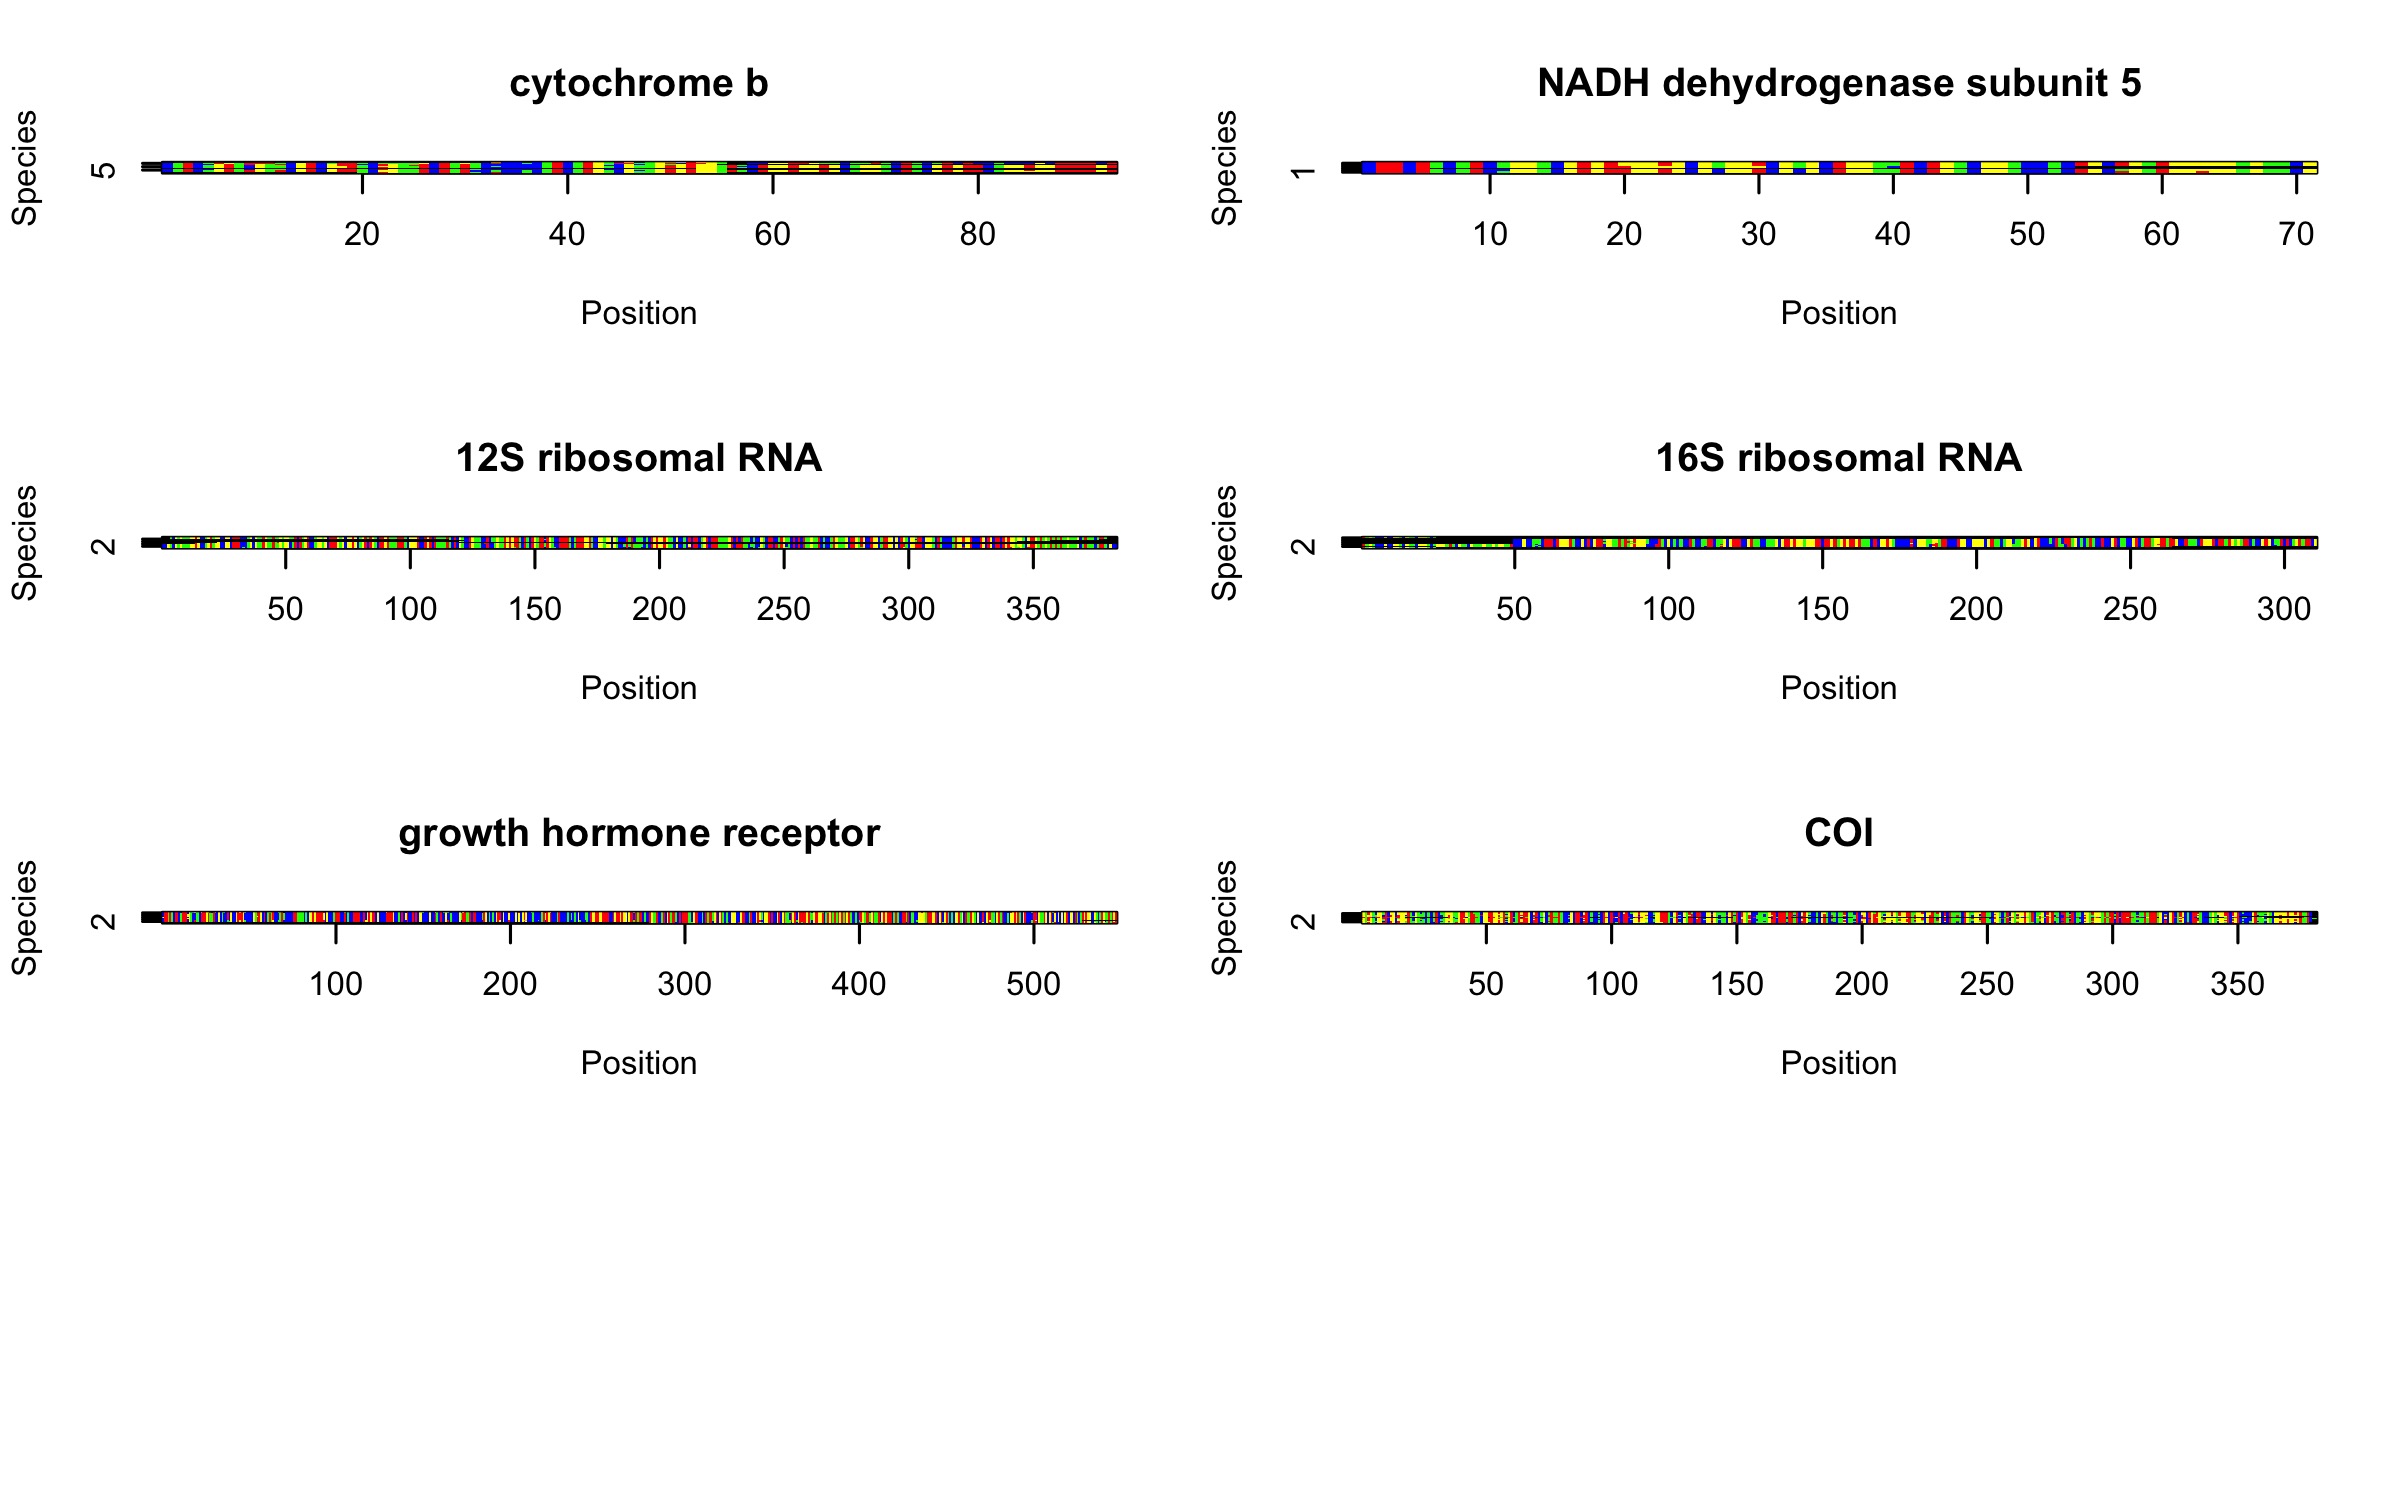 cytochrome b
Species
5
20 40 60 80
Position
NADH dehydrogenase subunit 5
Species
1
10 20 30 40 50 60 70
Position
12S ribosomal RNA
Species
2
50 100 150 200 250 300 350
Position
16S ribosomal RNA
Species
2
50 100 150 200 250 300
Position
growth hormone receptor
Species
2
100 200 300 400 500
Position
COI
Species
2
50 100 150 200 250 300 350
Position